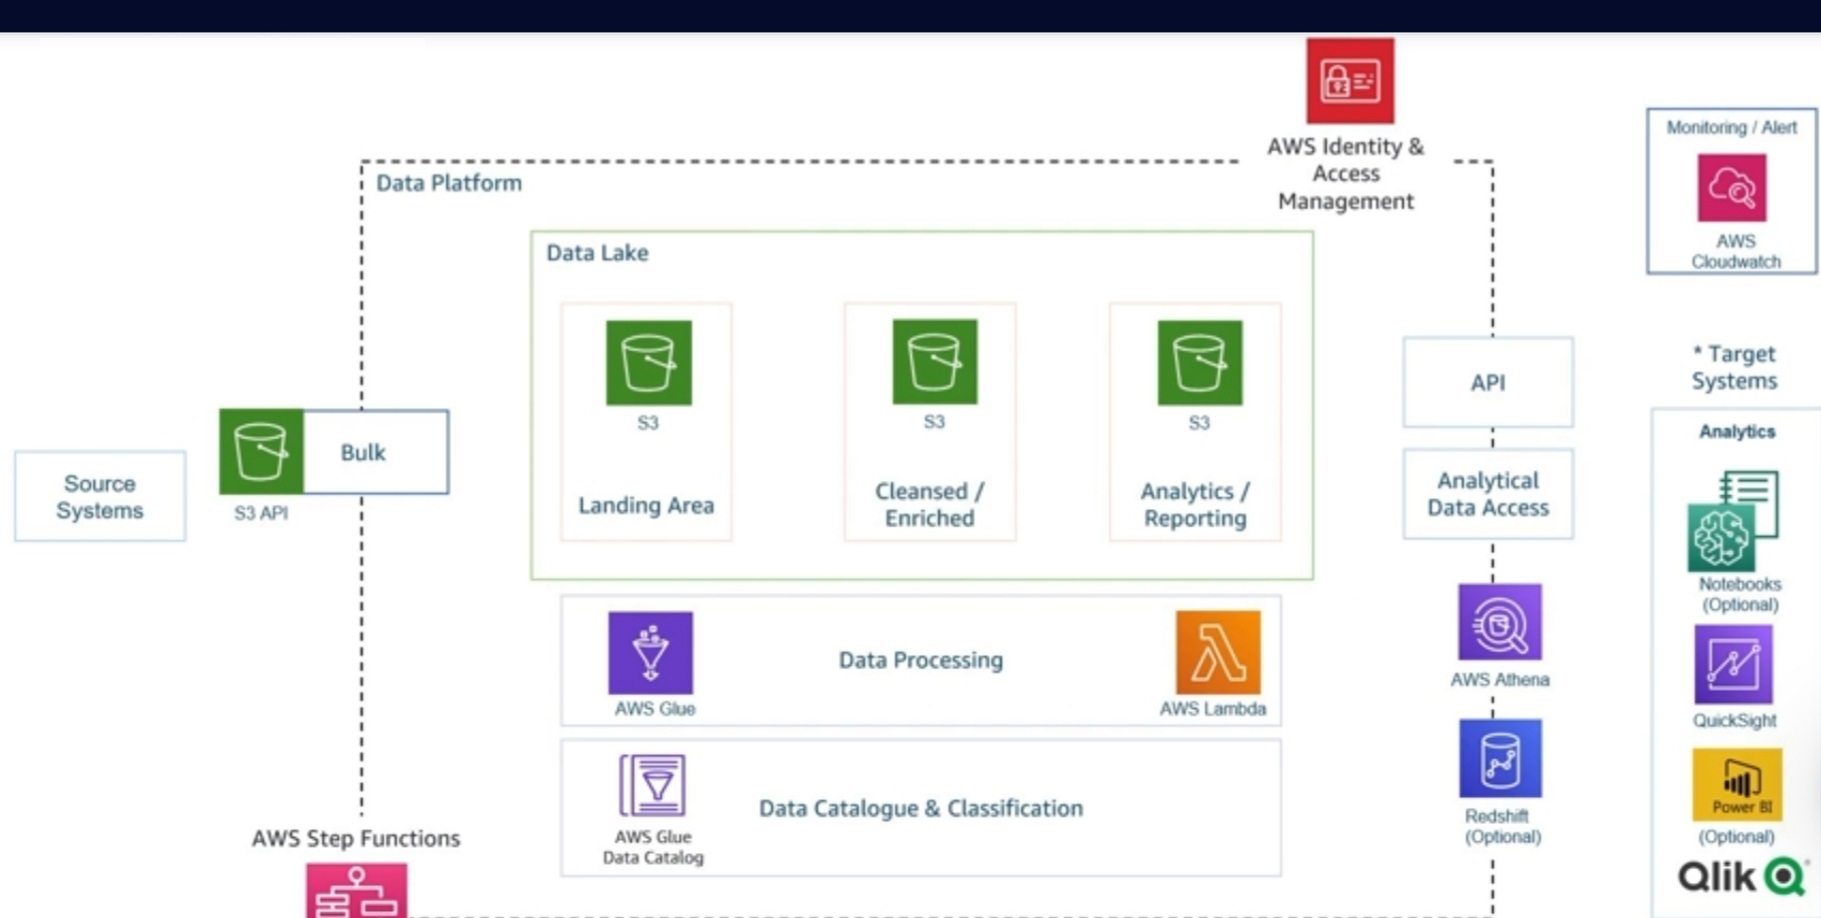 AWS Identity &
Access
Management
Monitoring / Alert
AWS
Cloudwatch
Data Platform
Data Lake
S3
Landing Area
S3
Cleansed /
Enriched
S3
Analytics /
Reporting
Source
Systems
S3 API
Bulk
API
Analytical
Data Access
* Target
Systems
Analytics
Notebooks
(Optional)
QuickSight
Power BI
(Optional)
Qlik
AWS Glue
Data Processing
AWS Lambda
AWS Athena
Redshift
(Optional)
AWS Glue
Data Catalog
Data Catalogue & Classification
AWS Step Functions